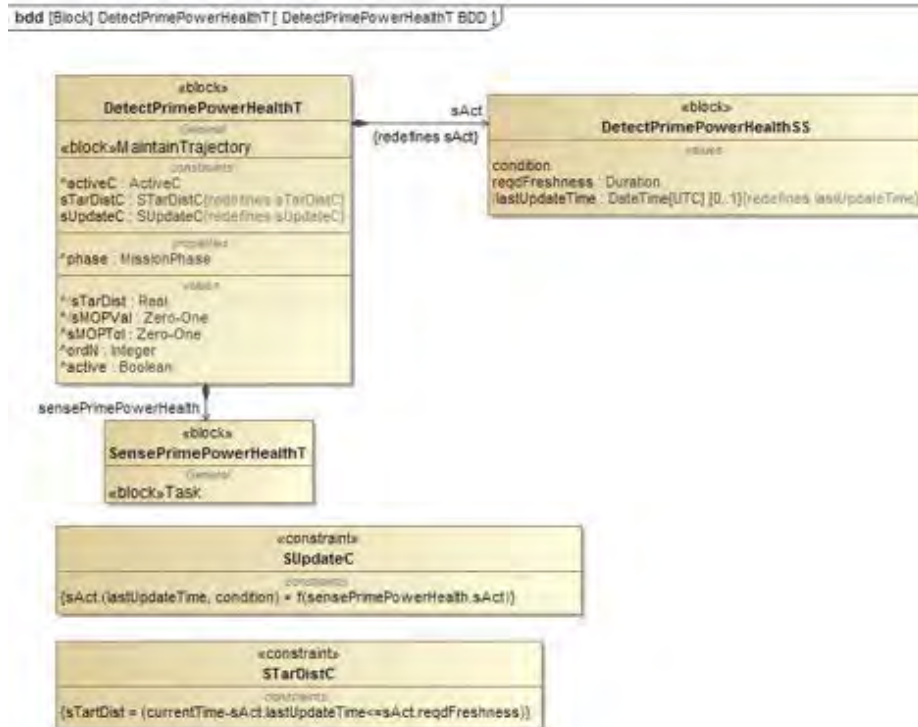 bdd [Block] DetectPrimePowerHealthT [ DetectPrimePowerHealthT BDD ]
«block»
DetectPrimePowerHealthT
General
«block»MaintainTrajectory
constraints
^activeC : ActiveC
sTarDistC : STarDistC{redefines sTarDistC}
sUpdateC : SUpdateC{redefines sUpdateC}
properties
^phase : MissionPhase
values
^/sTarDist : Real
^/sMOPVal : Zero-One
^sMOPTol : Zero-One
^ordN : Integer
^active : Boolean
sAct
{redefines sAct}
«block»
DetectPrimePowerHealthSS
values
condition
reqdFreshness : Duration
/lastUpdateTime : DateTime[UTC] [0..1]{redefines lastUpdateTime}
sensePrimePowerHealth
«block»
SensePrimePowerHealthT
General
«block»Task
«constraint»
SUpdateC
constraints
{sAct.(lastUpdateTime, condition) = f(sensePrimePowerHealth.sAct)}
«constraint»
STarDistC
constraints
{sTartDist = (currentTime-sAct.lastUpdateTime<=sAct.reqdFreshness)}